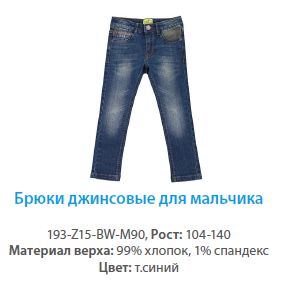 Брюки джинсовые для мальчика
193-Z15-BW-M90, Рост: 104-140
Материал верха: 99% хлопок, 1% спандекс
Цвет: т.синий